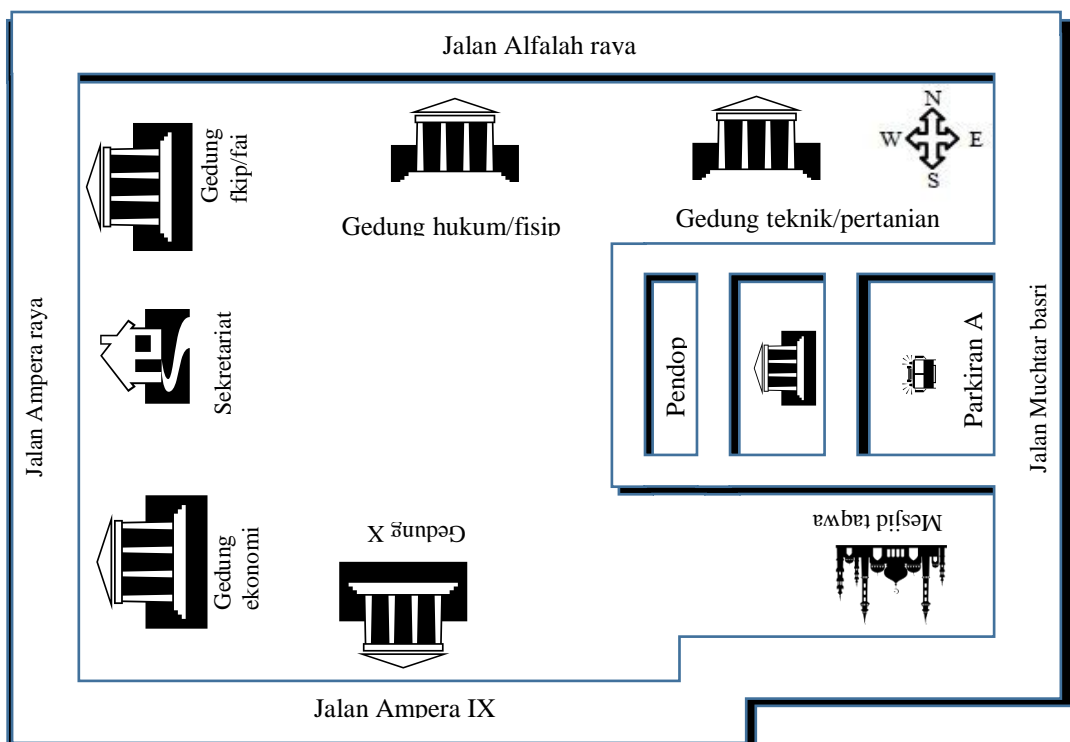 Jalan Alfalah raya
N
W E
S
Gedung
fkip/fai
Gedung hukum/fisip
Gedung teknik/pertanian
Jalan Ampera raya
Sekretariat
Pendop
Parkiran A
Jalan Muchtar basri
Gedung
ekonomi
Gedung X
Mesjid taqwa
Jalan Ampera IX